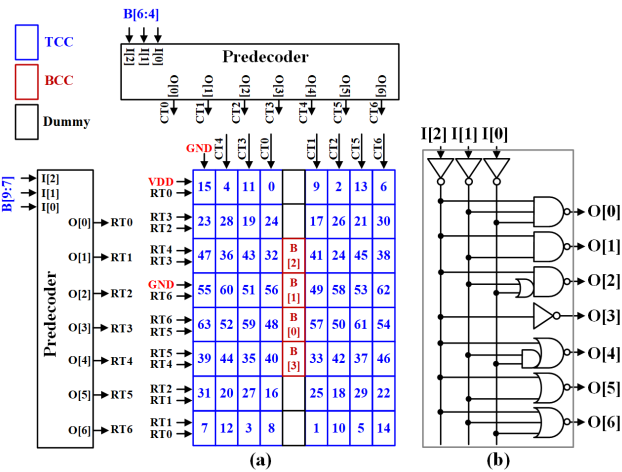 B[6:4]
TCC
BCC
Dummy
I[2] I[1] I[0]
Predecoder
O[0] O[1] O[2] O[3] O[4] O[5] O[6]
CT0 CT1 CT2 CT3 CT4 CT5 CT6
GND CT4 CT3 CT0 CT1 CT2 CT5 CT6
B[9:7]
I[2]
I[1]
I[0]
Predecoder
O[0] RT0
O[1] RT1
O[2] RT2
O[3] RT3
O[4] RT4
O[5] RT5
O[6] RT6
VDD
RT0
15 4 11 0 9 2 13 6
RT3
RT2
23 28 19 24 17 26 21 30
RT4
RT3
47 36 43 32 B [2] 41 24 45 38
GND
RT6
55 60 51 56 B [1] 49 58 53 62
RT6
RT5
63 52 59 48 B [0] 57 50 61 54
RT5
RT4
39 44 35 40 B [3] 33 42 37 46
RT2
RT1
31 20 27 16 25 18 29 22
RT1
RT0
7 12 3 8 1 10 5 14
(a)
I[2] I[1] I[0]
O[0]
O[1]
O[2]
O[3]
O[4]
O[5]
O[6]
(b)